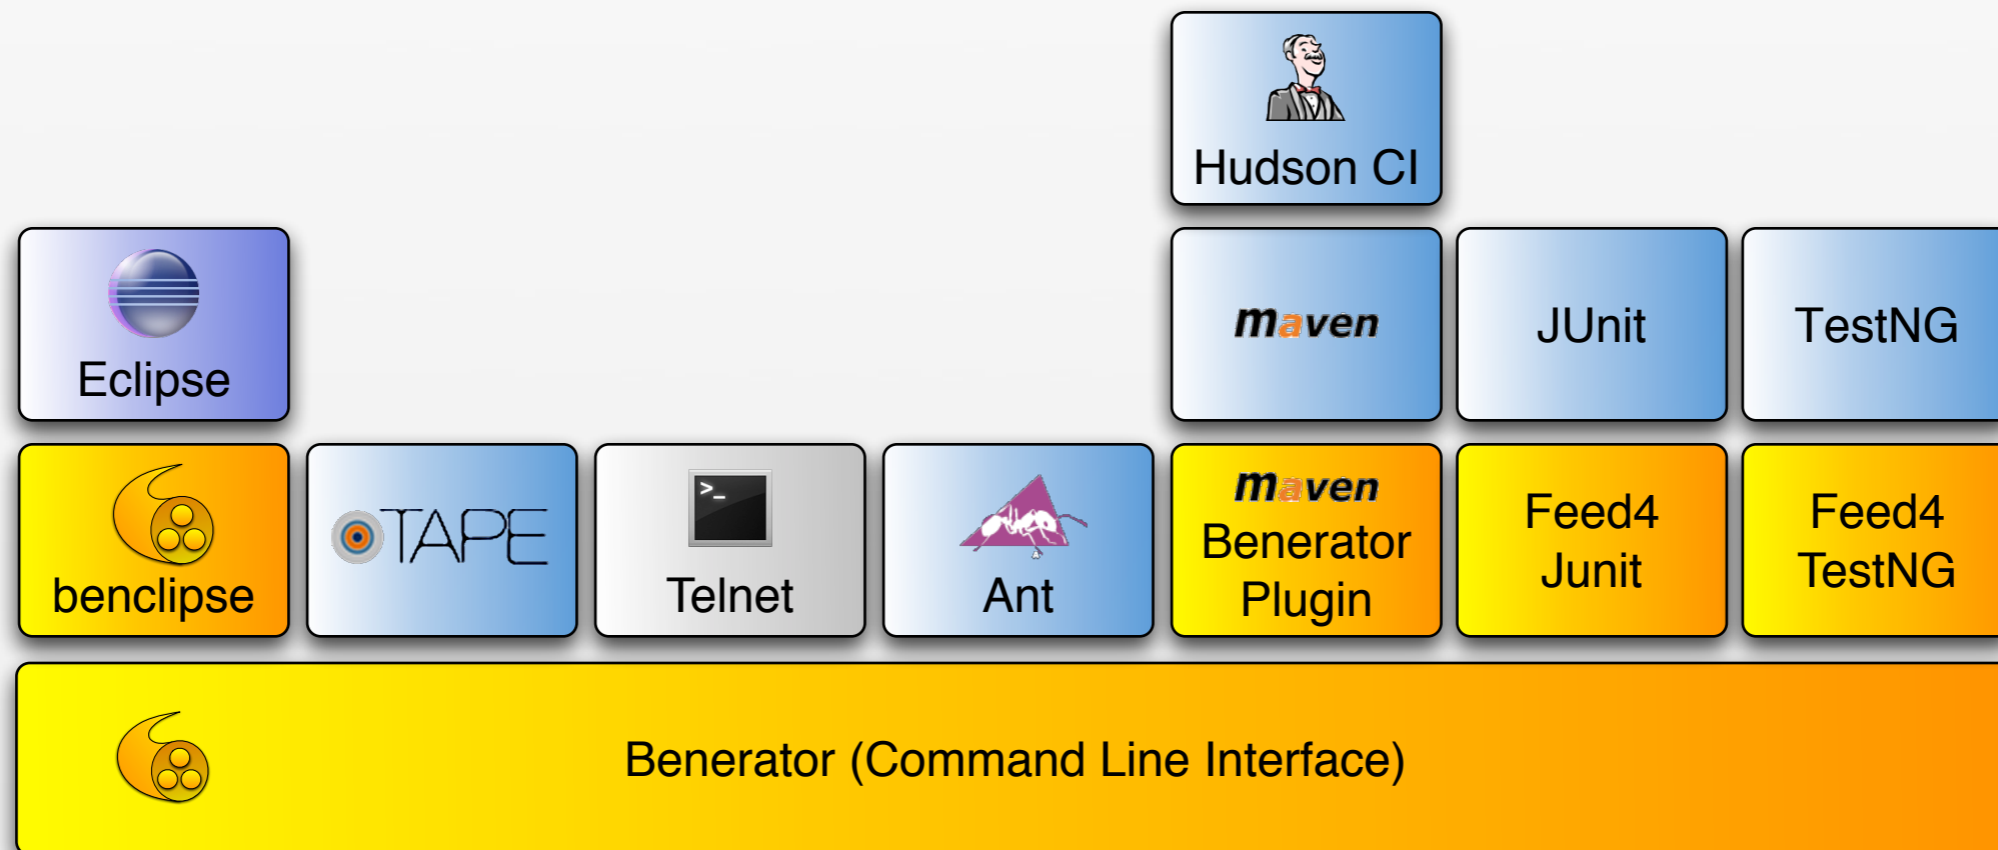 Hudson CI
Eclipse
maven
JUnit
TestNG
benclipse
TAPE
>_
Telnet
Ant
maven
Benerator
Plugin
Feed4
Junit
Feed4
TestNG
Benerator (Command Line Interface)